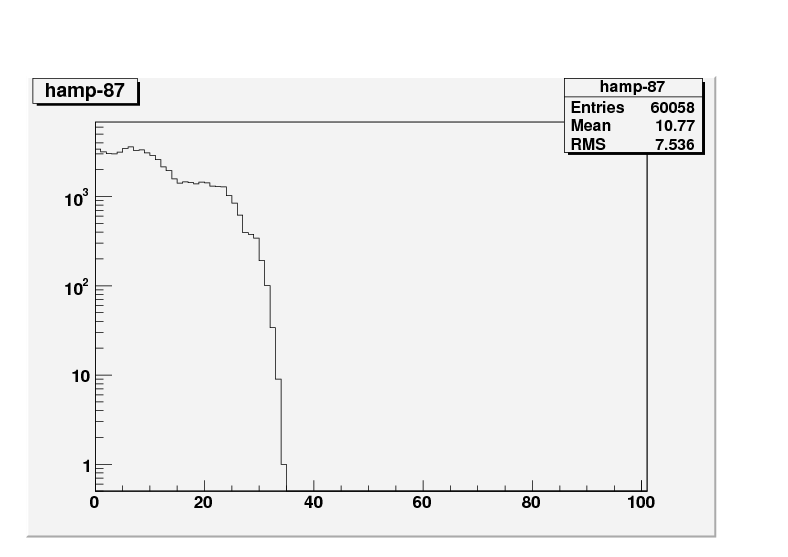 hamp-87
hamp-87
Entries 60058
Mean 10.77
RMS 7.536
10³
10²
10
1
0 20 40 60 80 100